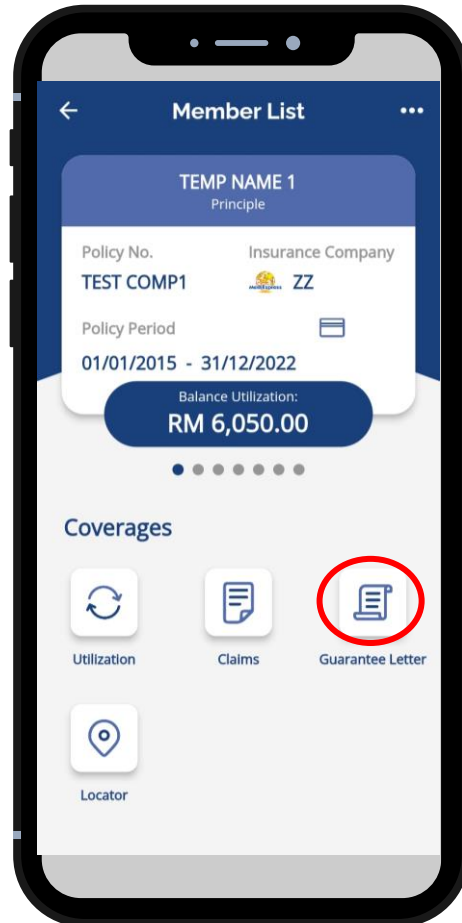 Member List
TEMP NAME 1
Principle
Policy No. Insurance Company
TEST COMP1 ZZ
Policy Period
01/01/2015 - 31/12/2022
Balance Utilization:
RM 6,050.00
Coverages
Utilization Claims Guarantee Letter
Locator